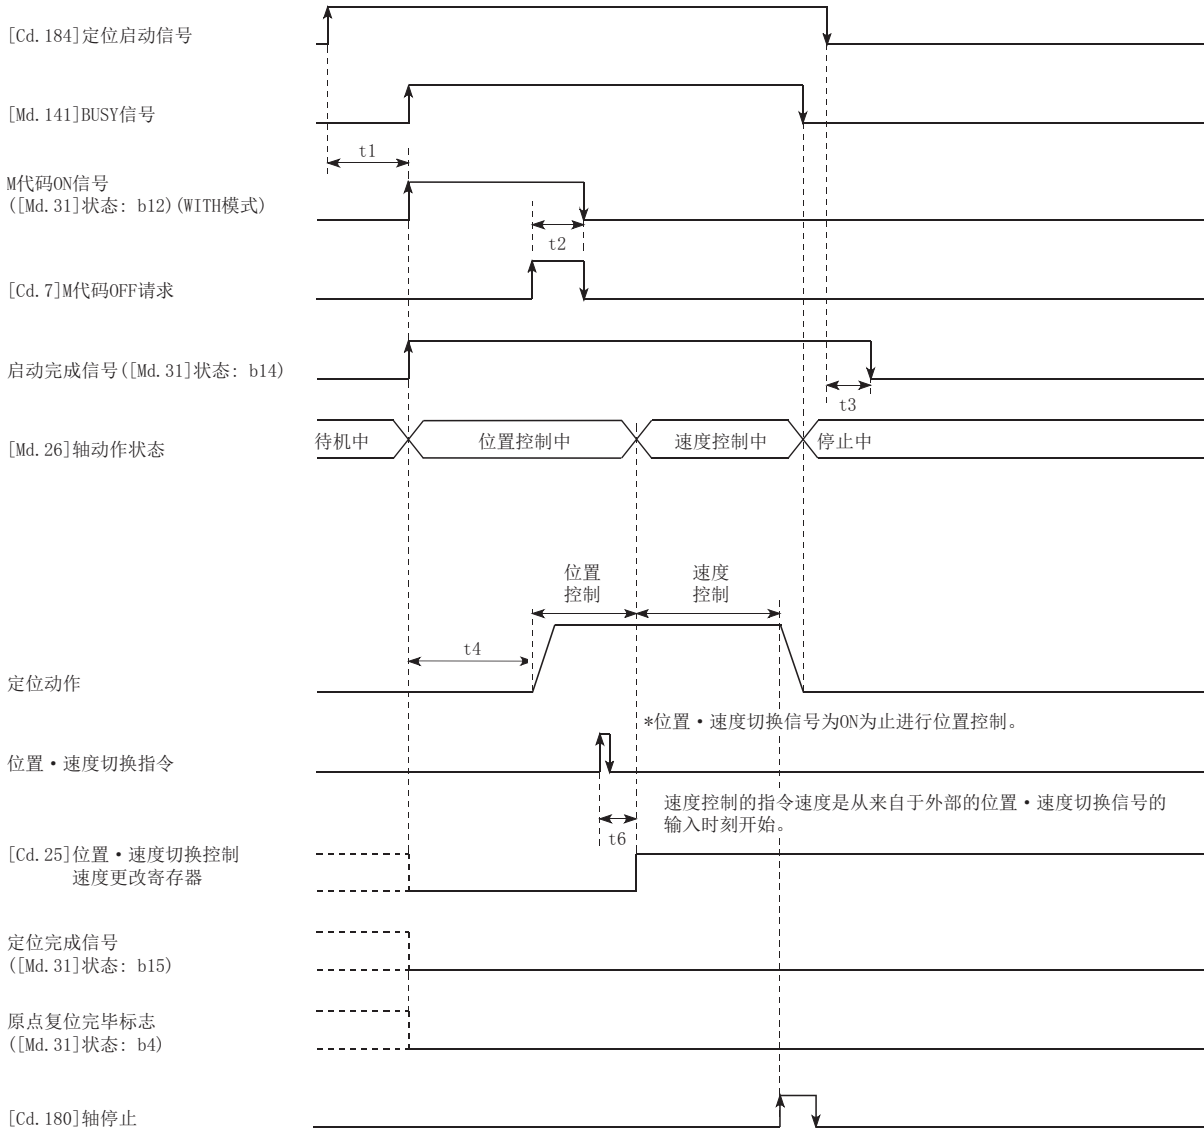 [Cd.184]定位启动信号
[Md.141]BUSY信号
t1
M代码ON信号
([Md.31]状态: b12)(WITH模式)
t2
[Cd.7]M代码OFF请求
启动完成信号([Md.31]状态: b14)
t3
[Md.26]轴动作状态
待机中
位置控制中
速度控制中
停止中
位置
控制
速度
控制
t4
定位动作
*位置・速度切换信号为ON为止进行位置控制。
位置・速度切换指令
速度控制的指令速度是从来自于外部的位置・速度切换信号的
输入时刻开始。
t6
[Cd.25]位置・速度切换控制
速度更改寄存器
定位完成信号
([Md.31]状态: b15)
原点复位完毕标志
([Md.31]状态: b4)
[Cd.180]轴停止